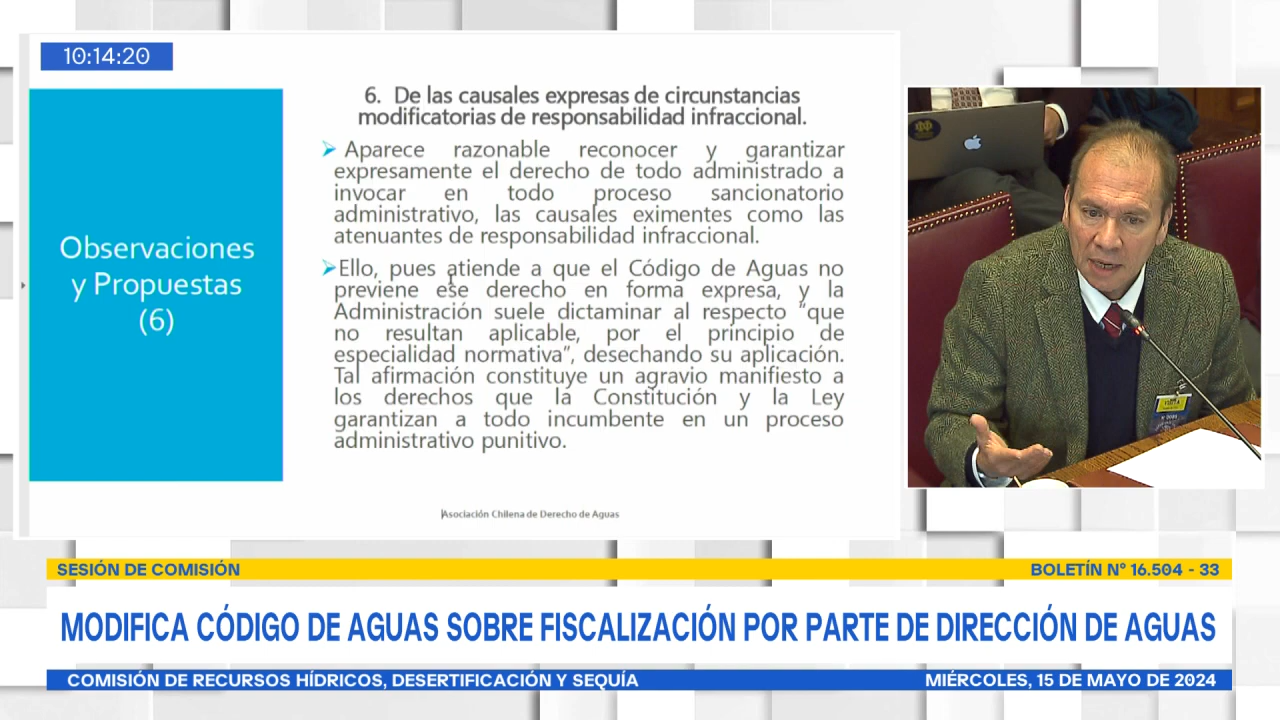 10:14:20
Observaciones
y Propuestas
(6)
6. De las causales expresas de circunstancias
modificatorias de responsabilidad infraccional.
Aparece razonable reconocer y garantizar
expresamente el derecho de todo administrado a
invocar en todo proceso sancionatorio
administrativo, las causales eximentes como las
atenuantes de responsabilidad infraccional.
Ello, pues atiende a que el Código de Aguas no
previene ese derecho en forma expresa, y la
Administración suele dictaminar al respecto "que
no resultan aplicable, por el principio de
especialidad normativa", desechando su aplicación.
Tal afirmación constituye un agravio manifiesto a
los derechos que la Constitución y la Ley
garantizan a todo incumbente en un proceso
administrativo punitivo.
Asociación Chilena de Derecho de Aguas
SESIÓN DE COMISIÓN
BOLETÍN N° 16.504 - 33
MODIFICA CÓDIGO DE AGUAS SOBRE FISCALIZACIÓN POR PARTE DE DIRECCIÓN DE AGUAS
COMISIÓN DE RECURSOS HÍDRICOS, DESERTIFICACIÓN Y SEQUÍA
MIÉRCOLES, 15 DE MAYO DE 2024